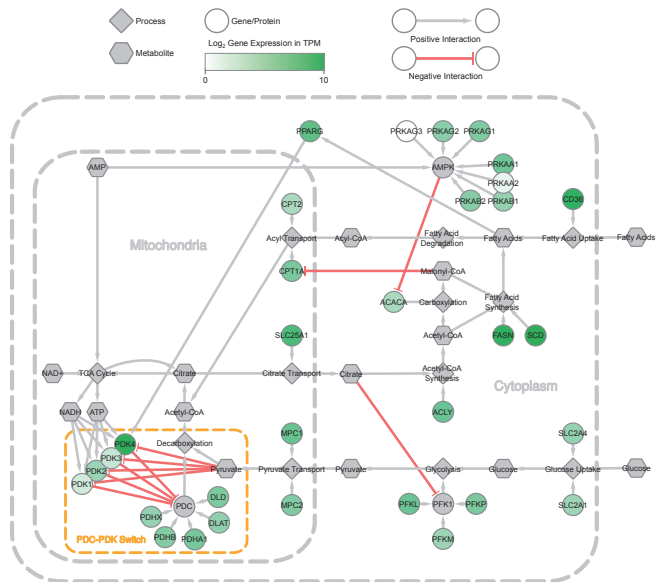 Process
Gene/Protein
Metabolite
Log₂ Gene Expression in TPM
0
10
Positive Interaction
Negative Interaction
PPARG
PRKAG3
PRKAG2
PRKAG1
AMP
AMPK
PRKAA1
PRKAA2
PRKAB2
PRKAB1
CD36
CPT2
Mitochondria
Acyl Transport
Acyl-CoA
Fatty Acid
Degradation
Fatty Acids
Fatty Acid Uptake
Fatty Acids
CPT1A
Malonyl-CoA
ACACA
Carboxylation
Fatty Acid
Synthesis
SLC25A1
Acetyl-CoA
FASN
SCD
NAD+
TCA Cycle
Citrate
Citrate Transport
Citrate
Acetyl-CoA
Synthesis
Cytoplasm
NADH
ATP
Acetyl-CoA
ACLY
PDK4
Decarboxylation
MPC1
SLC2A4
PDK3
PDK2
PDK1
Pyruvate
Pyruvate Transport
Pyruvate
Glycolysis
Glucose
Glucose Uptake
Glucose
DLD
PDHX
PDC
DLAT
MPC2
PFKL
PFK1
PFKP
SLC2A1
PDHB
PDHA1
PFKM
PDC-PDK Switch